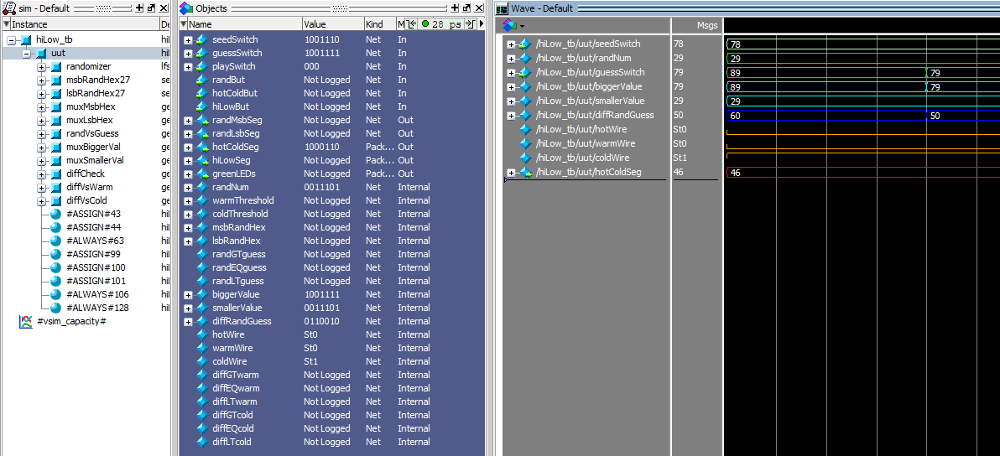 sim - Default
Instance De
hiLow_tb hil
uut hil
randomizer lfs
msbRandHex27 se
lsbRandHex27 se
muxMsbHex ge
muxLsbHex ge
randVsGuess ge
muxBiggerVal ge
muxSmallerVal ge
diffCheck ge
diffVsWarm ge
diffVsCold ge
#ASSIGN#43 hil
#ASSIGN#44 hil
#ALWAYS#63 hil
#ASSIGN#99 hil
#ASSIGN#100 hil
#ASSIGN#101 hil
#ALWAYS#106 hil
#ALWAYS#128 hil
#vsim_capacity#
Objects
Name Value Kind M 28 ps
seedSwitch 1001110 Net In
guessSwitch 1001111 Net In
playSwitch 000 Net In
randBut Not Logged Net In
hotColdBut Not Logged Net In
hiLowBut Not Logged Net In
randMsbSeg Not Logged Net Out
randLsbSeg Not Logged Net Out
hotColdSeg 1000110 Pack... Out
hiLowSeg Not Logged Pack... Out
greenLEDs Not Logged Pack... Out
randNum 0011101 Net Internal
warmThreshold Not Logged Net Internal
coldThreshold Not Logged Net Internal
msbRandHex Not Logged Net Internal
lsbRandHex Not Logged Net Internal
randGTguess Not Logged Net Internal
randEQguess Not Logged Net Internal
randLTguess Not Logged Net Internal
biggerValue 1001111 Net Internal
smallerValue 0011101 Net Internal
diffRandGuess 0110010 Net Internal
hotWire St0 Net Internal
warmWire St0 Net Internal
coldWire St1 Net Internal
diffGTwarm Not Logged Net Internal
diffEQwarm Not Logged Net Internal
diffLTwarm Not Logged Net Internal
diffGTcold Not Logged Net Internal
diffEQcold Not Logged Net Internal
diffLTcold Not Logged Net Internal
Wave - Default
Msgs
/hiLow_tb/uut/seedSwitch 78 78
/hiLow_tb/uut/randNum 29 29
/hiLow_tb/uut/guessSwitch 79 89 79
/hiLow_tb/uut/biggerValue 79 89 79
/hiLow_tb/uut/smallerValue 29 29
/hiLow_tb/uut/diffRandGuess 50 60 50
/hiLow_tb/uut/hotWire St0
/hiLow_tb/uut/warmWire St0
/hiLow_tb/uut/coldWire St1
/hiLow_tb/uut/hotColdSeg 46 46